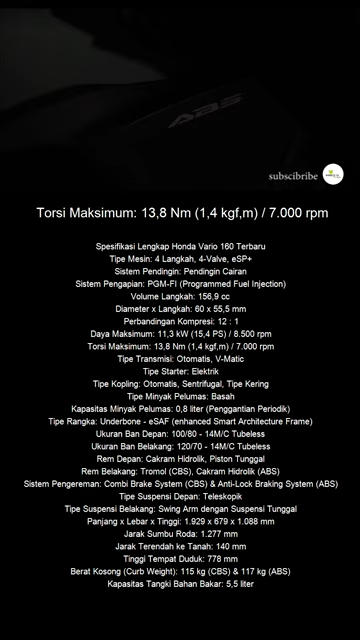 ABS
subscibribe
Torsi Maksimum: 13,8 Nm (1,4 kgf,m) / 7.000 rpm
Spesifikasi Lengkap Honda Vario 160 Terbaru
Tipe Mesin: 4 Langkah, 4-Valve, eSP+
Sistem Pendingin: Pendingin Cairan
Sistem Pengapian: PGM-FI (Programmed Fuel Injection)
Volume Langkah: 156,9 cc
Diameter x Langkah: 60 x 55,5 mm
Perbandingan Kompresi: 12 : 1
Daya Maksimum: 11,3 kW (15,4 PS) / 8.500 rpm
Torsi Maksimum: 13,8 Nm (1,4 kgf,m) / 7.000 rpm
Tipe Transmisi: Otomatis, V-Matic
Tipe Starter: Elektrik
Tipe Kopling: Otomatis, Sentrifugal, Tipe Kering
Tipe Minyak Pelumas: Basah
Kapasitas Minyak Pelumas: 0,8 liter (Penggantian Periodik)
Tipe Rangka: Underbone - eSAF (enhanced Smart Architecture Frame)
Ukuran Ban Depan: 100/80 - 14M/C Tubeless
Ukuran Ban Belakang: 120/70 - 14M/C Tubeless
Rem Depan: Cakram Hidrolik, Piston Tunggal
Rem Belakang: Tromol (CBS), Cakram Hidrolik (ABS)
Sistem Pengereman: Combi Brake System (CBS) & Anti-Lock Braking System (ABS)
Tipe Suspensi Depan: Teleskopik
Tipe Suspensi Belakang: Swing Arm dengan Suspensi Tunggal
Panjang x Lebar x Tinggi: 1.929 x 679 x 1.088 mm
Jarak Sumbu Roda: 1.277 mm
Jarak Terendah ke Tanah: 140 mm
Tinggi Tempat Duduk: 778 mm
Berat Kosong (Curb Weight): 115 kg (CBS) & 117 kg (ABS)
Kapasitas Tangki Bahan Bakar: 5,5 liter